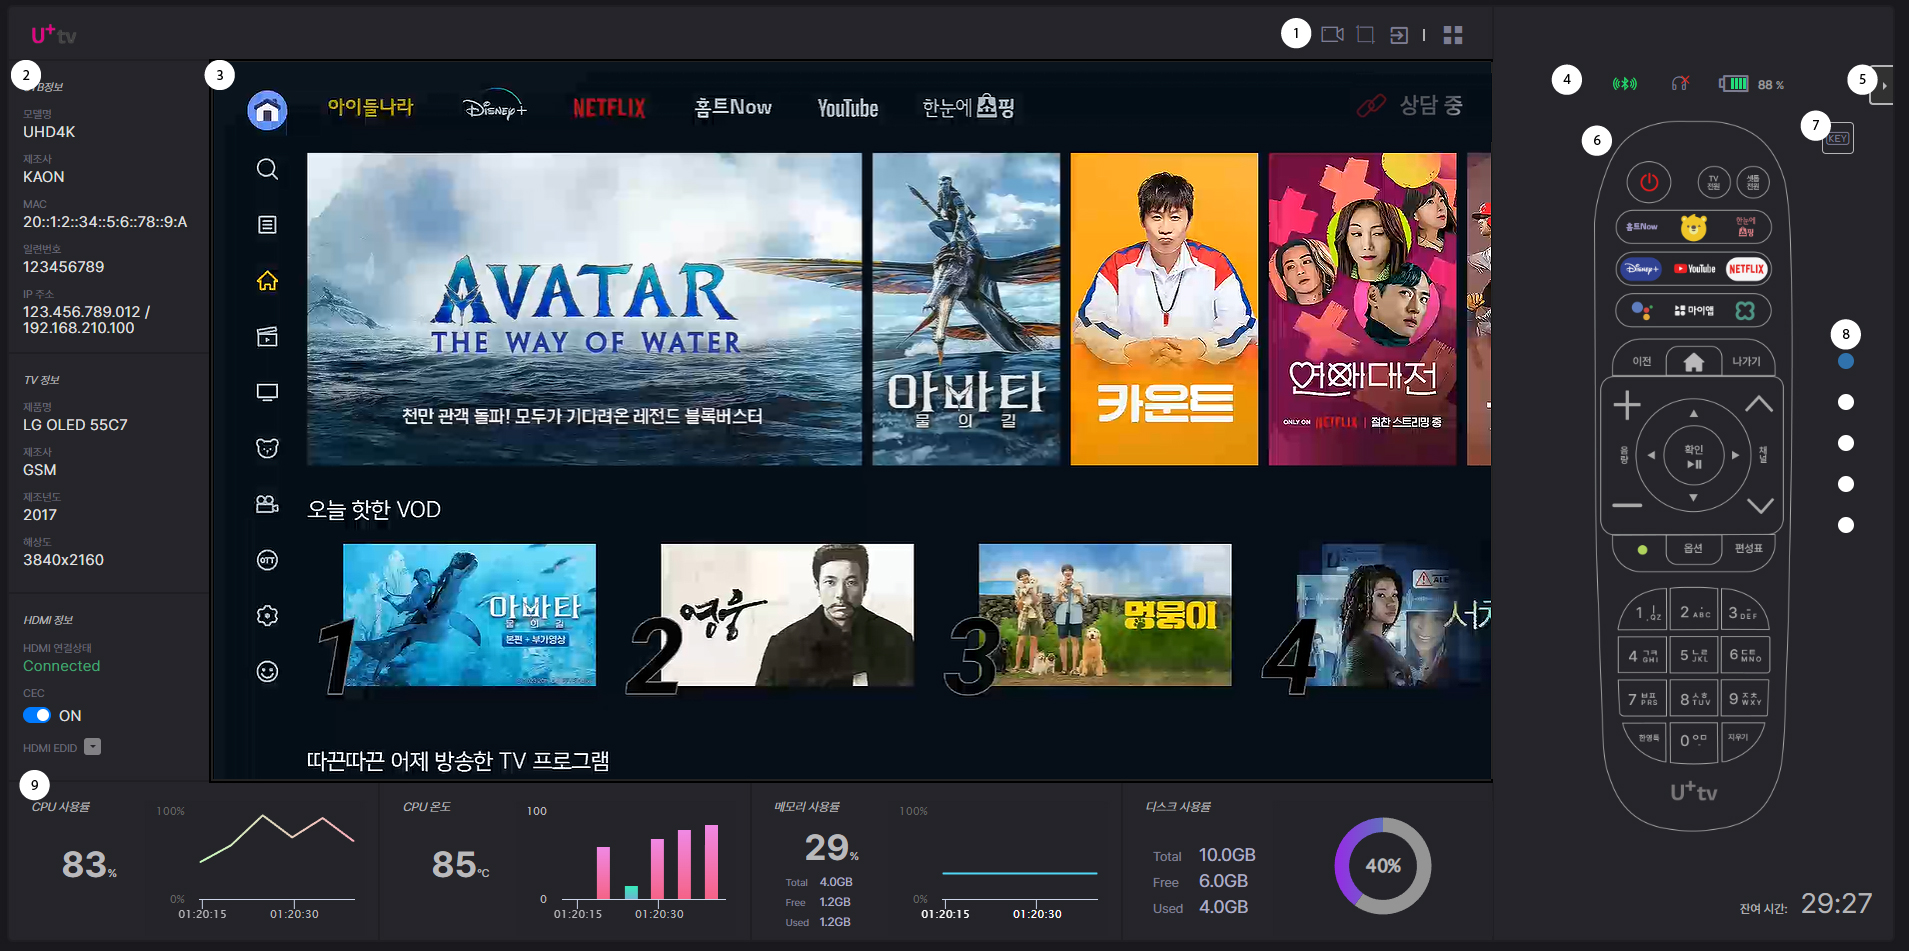 U+tv
1
2
STB정보
모델명
UHD4K
제조사
KAON
MAC
20::1:2::34::5:6::78::9:A
일련번호
123456789
IP 주소
123.456.789.012 /
192.168.210.100
TV 정보
제품명
LG OLED 55C7
제조사
GSM
제조년도
2017
해상도
3840x2160
HDMI 정보
HDMI 연결상태
Connected
CEC
ON
HDMI EDID
3
아이들나라 Disney+ NETFLIX 홈트Now YouTube 한눈에 쇼핑 상담 중
AVATAR
THE WAY OF WATER
천만 관객 돌파! 모두가 기다려온 레전드 블록버스터
아바타
물의 길
카운트
연애대전
ONLY ON NETFLIX | 절찬 스트리밍 중
OTT
오늘 핫한 VOD
1
아바타
물의 길
본편 + 부가영상
2
영웅
3
멍뭉이
4
따끈따끈 어제 방송한 TV 프로그램
4
88 %
5
6
7
KEY
8
TV
전원
셋톱
전원
홈트Now
한눈에
쇼핑
Disney+ YouTube NETFLIX
마이앱
이전 나가기
음량
확인
채널
옵션 편성표
1 .QZ 2 ABC 3 DEF
4 ㄱㅋ GHI 5 ㄴㄹ JKL 6 ㄷㅌ MNO
7 ㅂㅍ PRS 8 ㅅㅎ TUV 9 ㅈㅊ WXY
한영특 0 ㅇㅁ 지우기
U+tv
잔여 시간: 29:27
9
CPU 사용률
83%
100%
0%
01:20:15 01:20:30
CPU 온도
85°C
100
0
01:20:15 01:20:30
메모리 사용률
29%
Total 4.0GB
Free 1.2GB
Used 1.2GB
100%
0%
01:20:15 01:20:30
디스크 사용률
Total 10.0GB
Free 6.0GB
Used 4.0GB
40%